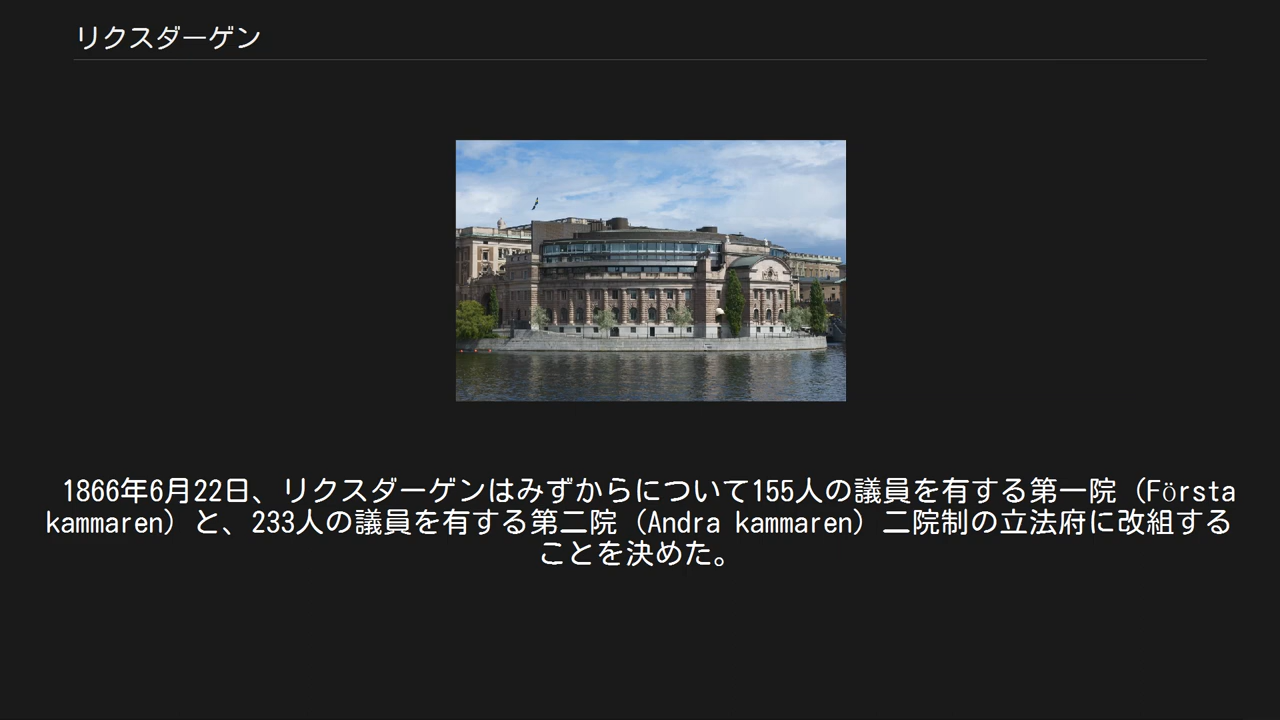 リクスダーゲン
1866年6月22日、リクスダーゲンはみずからについて155人の議員を有する第一院（Första
kammaren）と、233人の議員を有する第二院（Andra kammaren）二院制の立法府に改組する
ことを決めた。